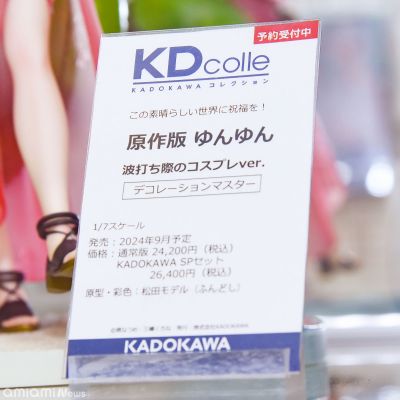 予約受付中
KDcolle
KADOKAWA コレクション
この素晴らしい世界に祝福を！
原作版 ゆんゆん
波打ち際のコスプレver.
デコレーションマスター
1/7スケール
発売：2024年9月予定
価格：通常版 24,200円（税込）
KADOKAWA SPセット
26,400円（税込）
原型・彩色：松田モデル（ふんどし）
KADOKAWA
amiami News